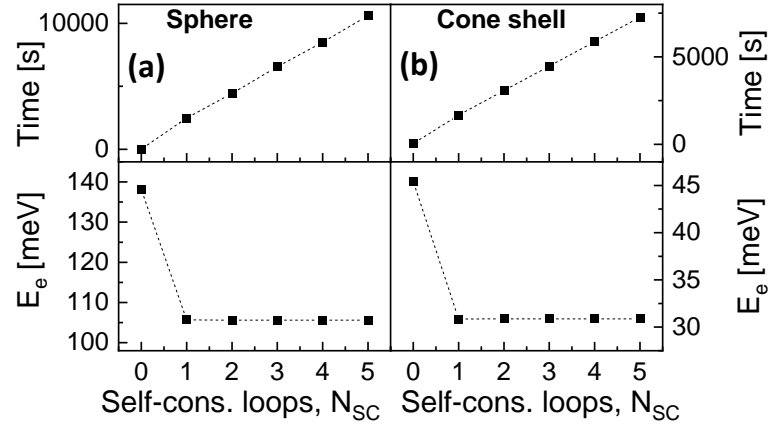 Sphere
Cone shell
(a)
(b)
Time [s]
10000
0
5000
0
Time [s]
E_e [meV]
140
130
120
110
100
45
40
35
30
E_e [meV]
0 1 2 3 4 5
0 1 2 3 4 5
Self-cons. loops, N_SC
Self-cons. loops, N_SC